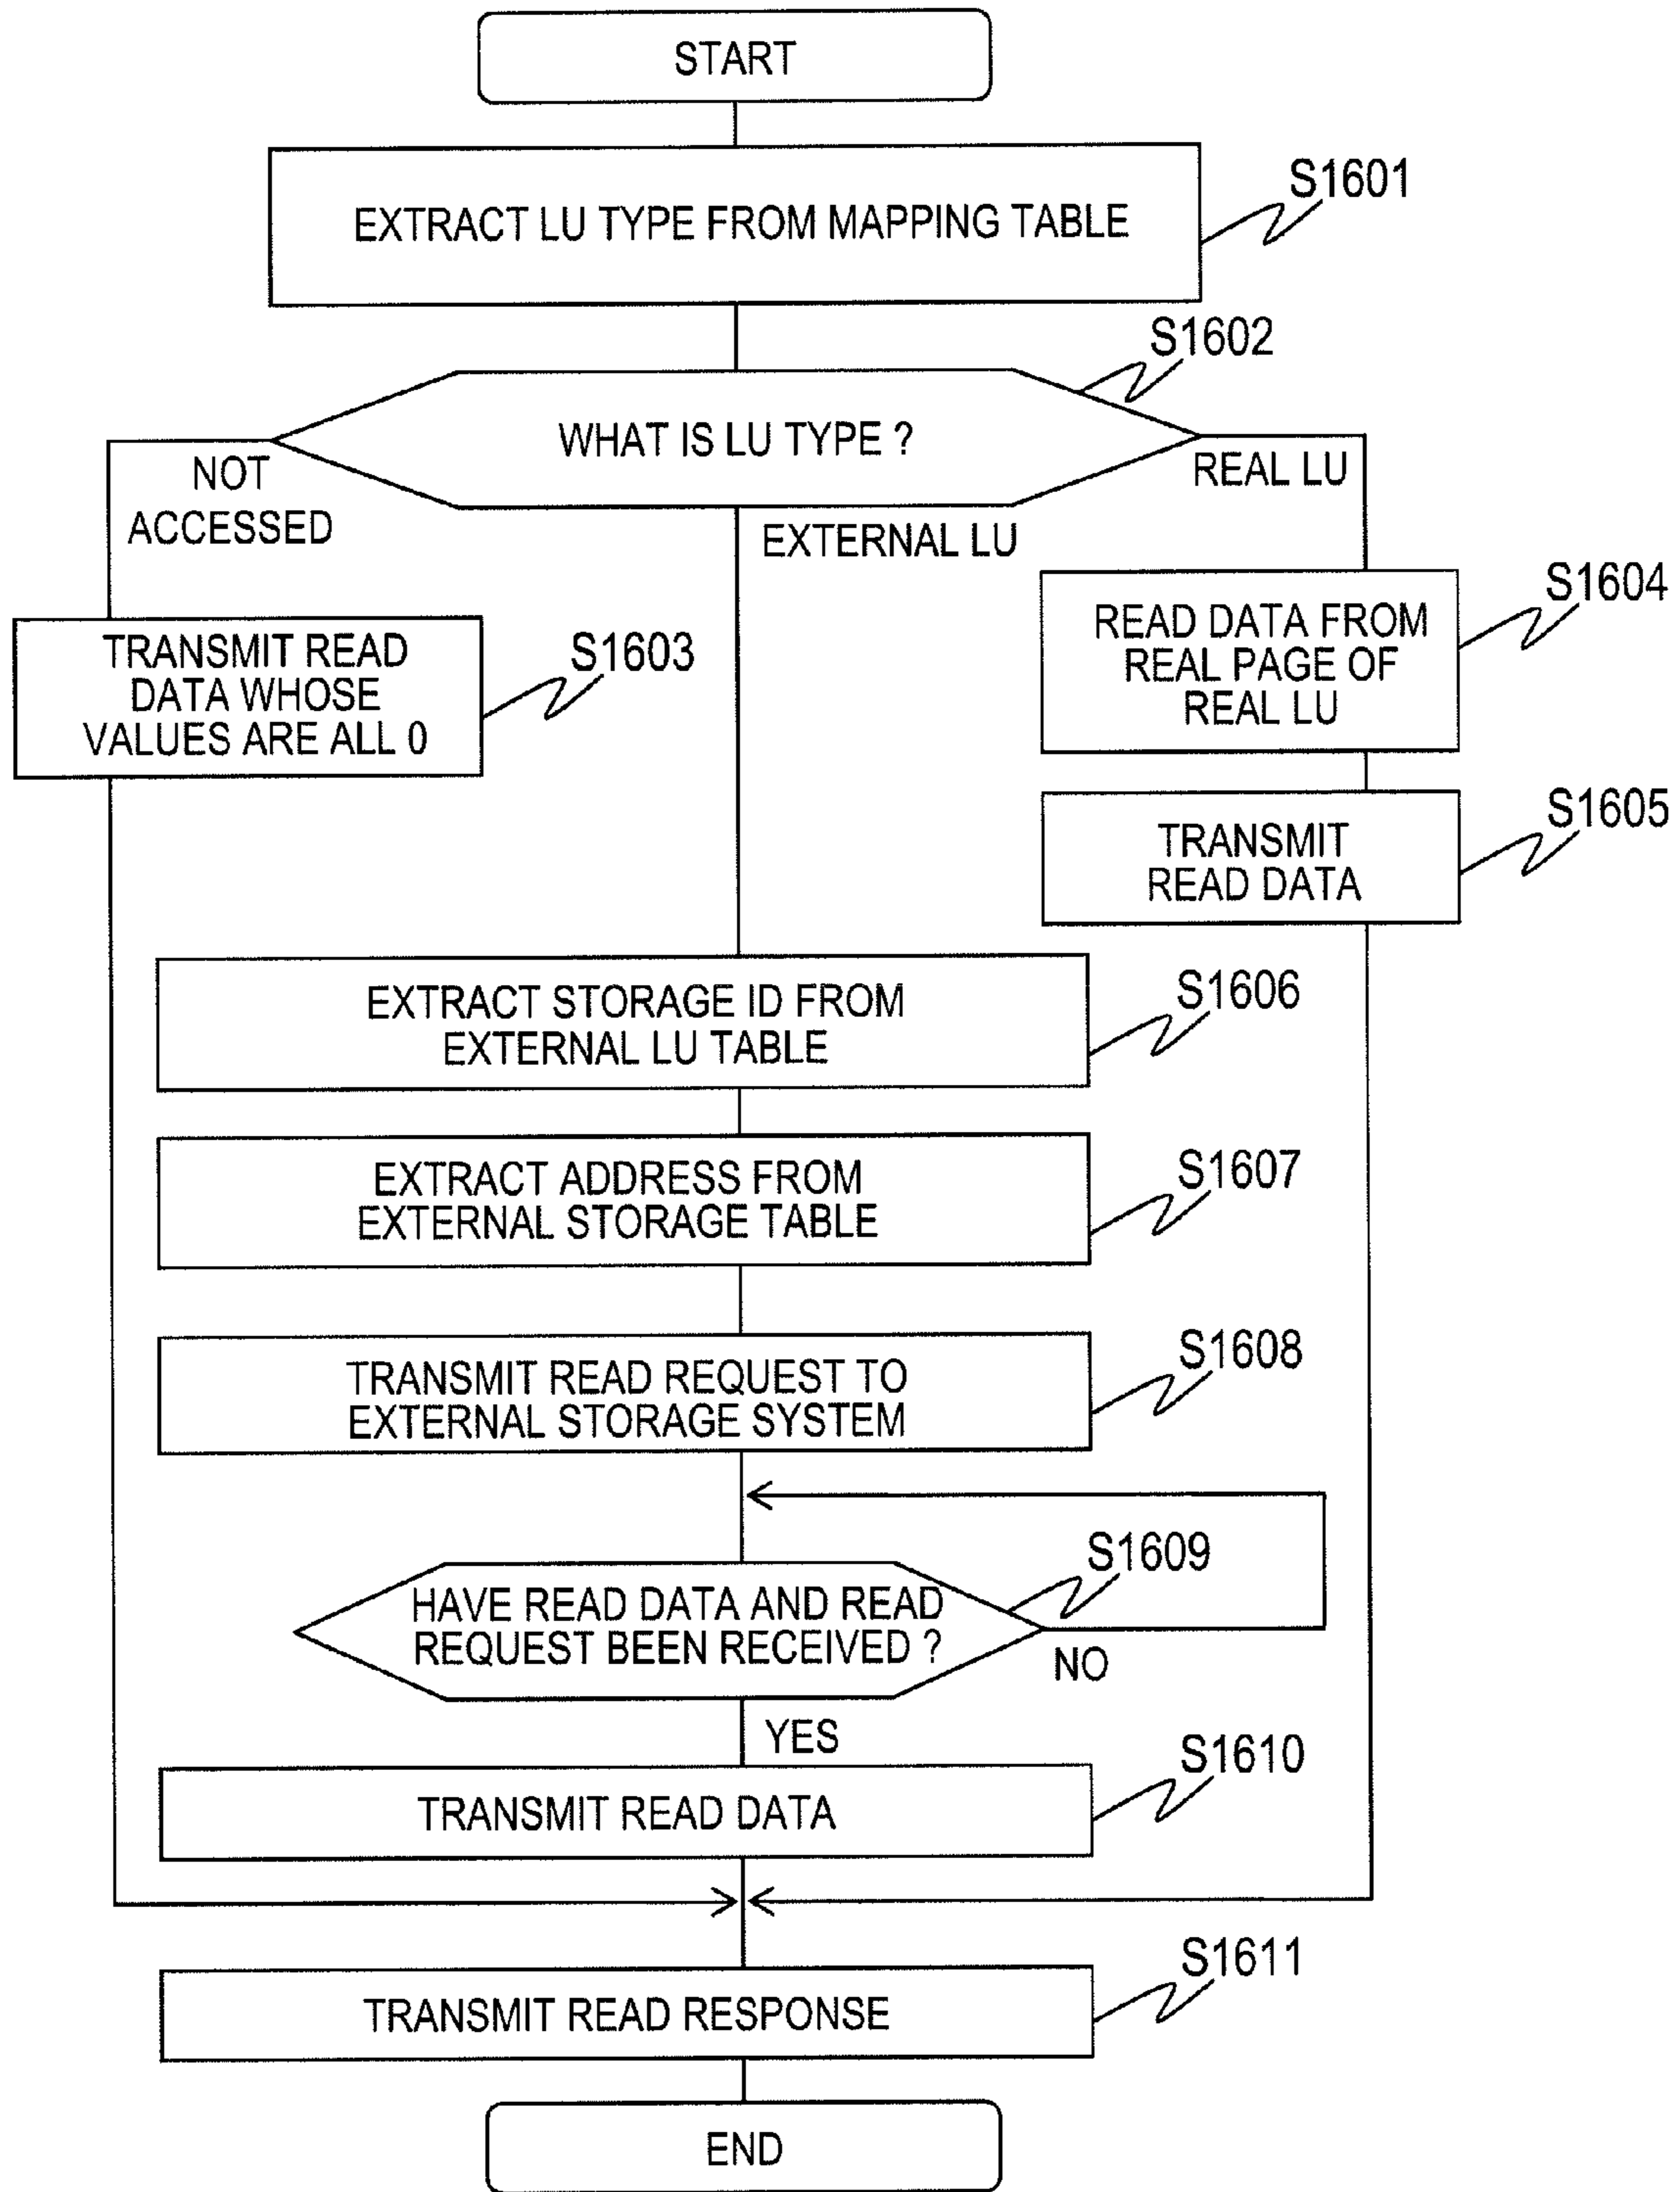 START
EXTRACT LU TYPE FROM MAPPING TABLE
S1601
S1602
WHAT IS LU TYPE ?
NOT
ACCESSED
EXTERNAL LU
REAL LU
TRANSMIT READ
DATA WHOSE
VALUES ARE ALL 0
S1603
READ DATA FROM
REAL PAGE OF
REAL LU
S1604
TRANSMIT
READ DATA
S1605
EXTRACT STORAGE ID FROM
EXTERNAL LU TABLE
S1606
EXTRACT ADDRESS FROM
EXTERNAL STORAGE TABLE
S1607
TRANSMIT READ REQUEST TO
EXTERNAL STORAGE SYSTEM
S1608
S1609
HAVE READ DATA AND READ
REQUEST BEEN RECEIVED ?
NO
YES
TRANSMIT READ DATA
S1610
TRANSMIT READ RESPONSE
S1611
END